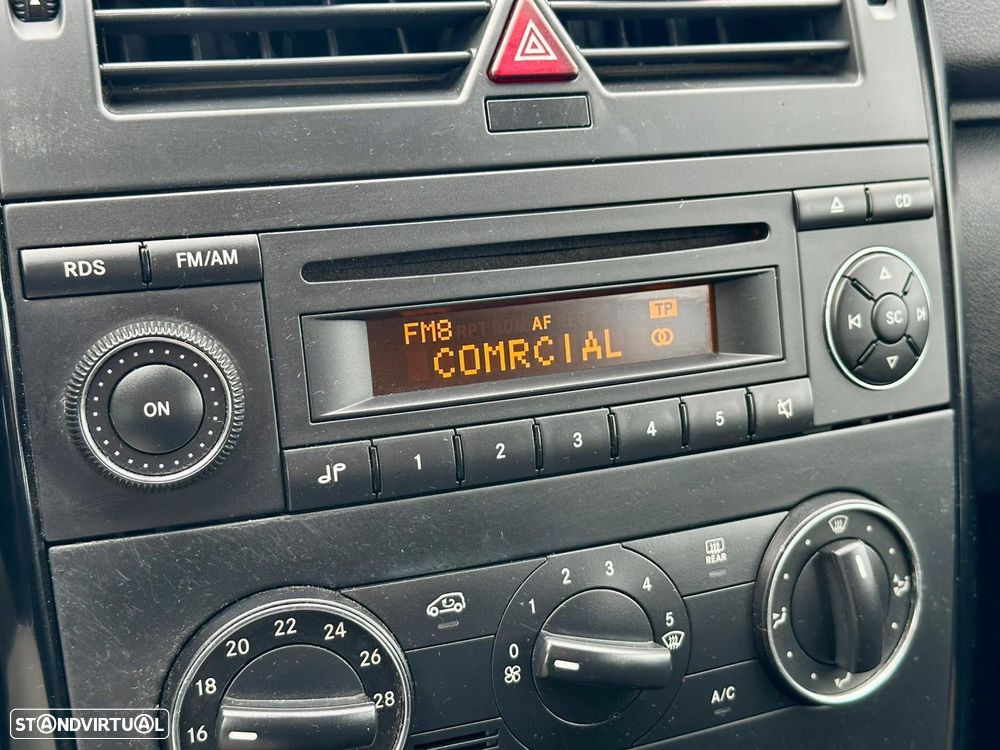 CD
RDS
FM/AM
FM8 AF TP
COMRCIAL
SC
ON
1 2 3 4 5
REAR
0 1 2 3 4 5
16 18 20 22 24 26 28
A/C
STANDVIRTUAL